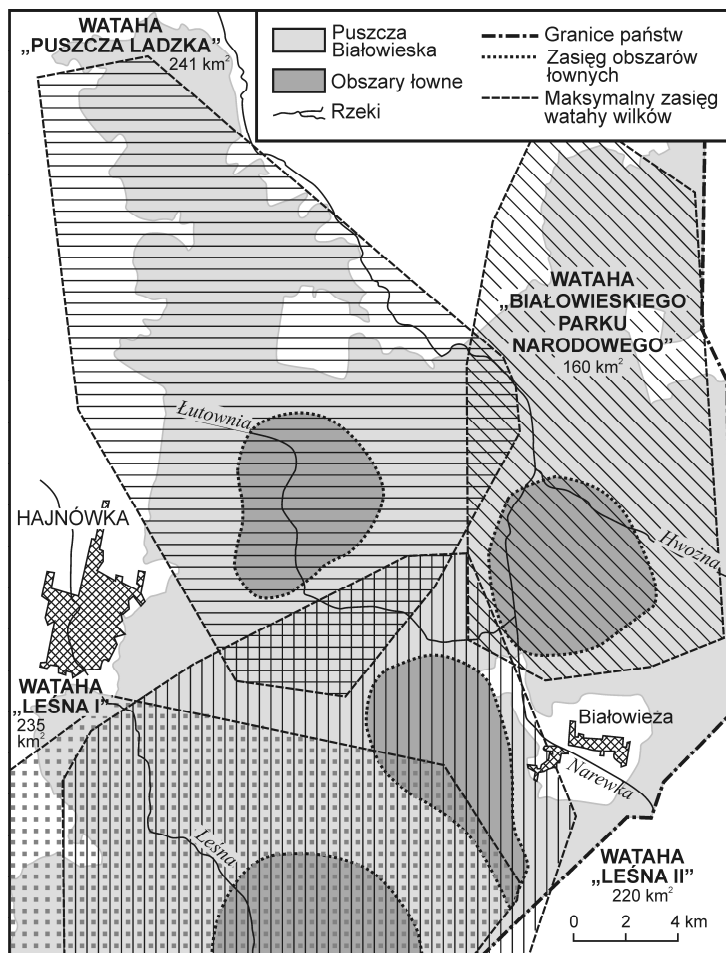 WATAHA
„PUSZCZA LADZKA”
241 km²
Puszcza
Białowieska
Obszary łowne
Rzeki
Granice państw
Zasięg obszarów
łownych
Maksymalny zasięg
watahy wilków
WATAHA
„BIAŁOWIESKIEGO
PARKU
NARODOWEGO”
160 km²
Łutownia
HAJNÓWKA
Hwoźna
WATAHA
„LEŚNA I”
235
km²
Białowieża
Narewka
Leśna
WATAHA
„LEŚNA II”
220 km²
0 2 4 km